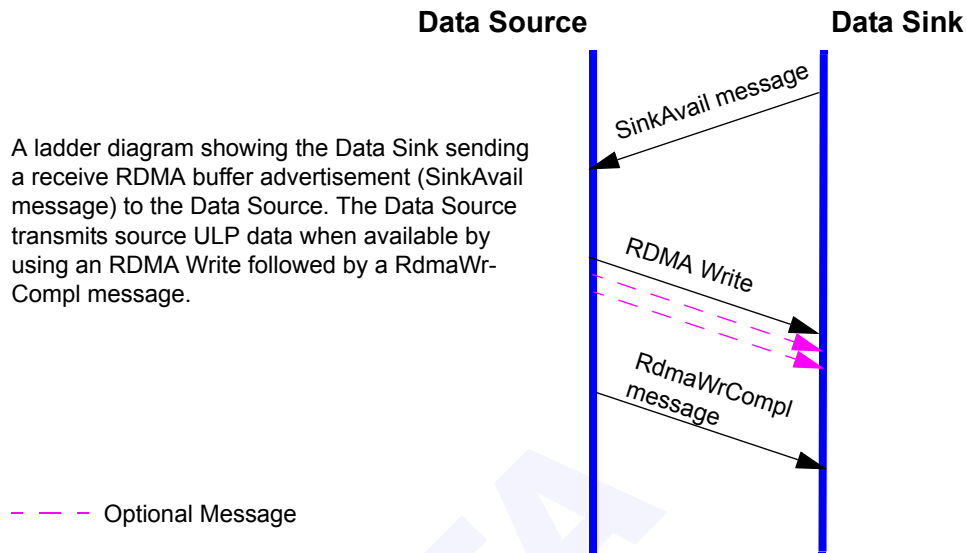 Data Source
Data Sink
SinkAvail message
A ladder diagram showing the Data Sink sending
a receive RDMA buffer advertisement (SinkAvail
message) to the Data Source. The Data Source
transmits source ULP data when available by
using an RDMA Write followed by a RdmaWr-
Compl message.
RDMA Write
RdmaWrCompl
message
Optional Message